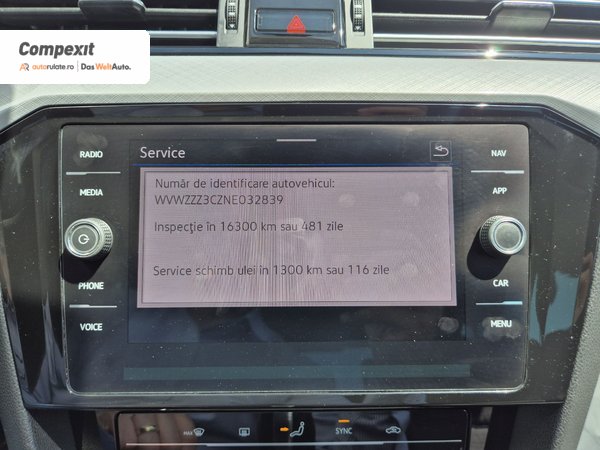 Compexit
autorulate.ro | Das WeltAuto.
RADIO
MEDIA
PHONE
VOICE
Service
Număr de identificare autovehicul:
WVWZZZ3CZNE032839
Inspecție în 16300 km sau 481 zile
Service schimb ulei în 1300 km sau 116 zile
NAV
APP
CAR
MENU
MAX
SYNC